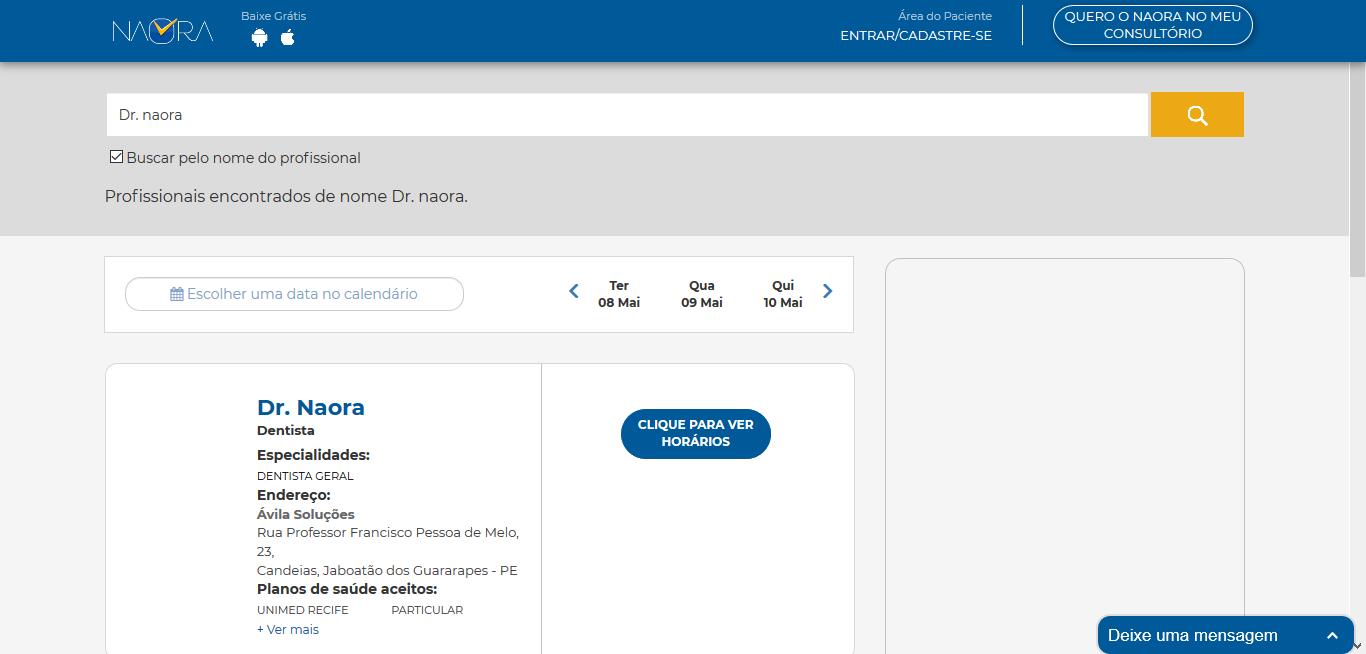 NAORA
Baixe Grátis
Área do Paciente
ENTRAR/CADASTRE-SE
QUERO O NAORA NO MEU
CONSULTÓRIO
Dr. naora
Buscar pelo nome do profissional
Profissionais encontrados de nome Dr. naora.
Escolher uma data no calendário
Ter
08 Mai
Qua
09 Mai
Qui
10 Mai
Dr. Naora
Dentista
Especialidades:
DENTISTA GERAL
Endereço:
Ávila Soluções
Rua Professor Francisco Pessoa de Melo,
23,
Candeias, Jaboatão dos Guararapes - PE
Planos de saúde aceitos:
UNIMED RECIFE PARTICULAR
+ Ver mais
CLIQUE PARA VER
HORÁRIOS
Deixe uma mensagem